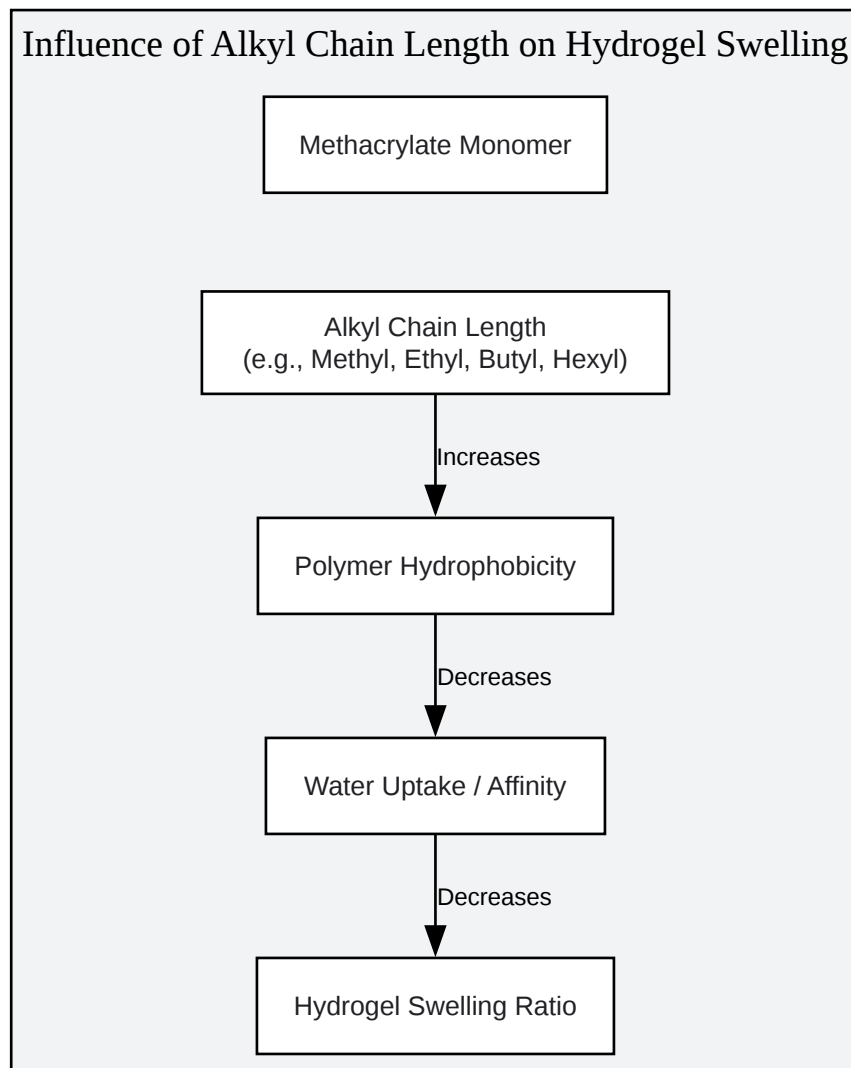 Influence of Alkyl Chain Length on Hydrogel Swelling
Methacrylate Monomer
Alkyl Chain Length
(e.g., Methyl, Ethyl, Butyl, Hexyl)
Increases
Polymer Hydrophobicity
Decreases
Water Uptake / Affinity
Decreases
Hydrogel Swelling Ratio